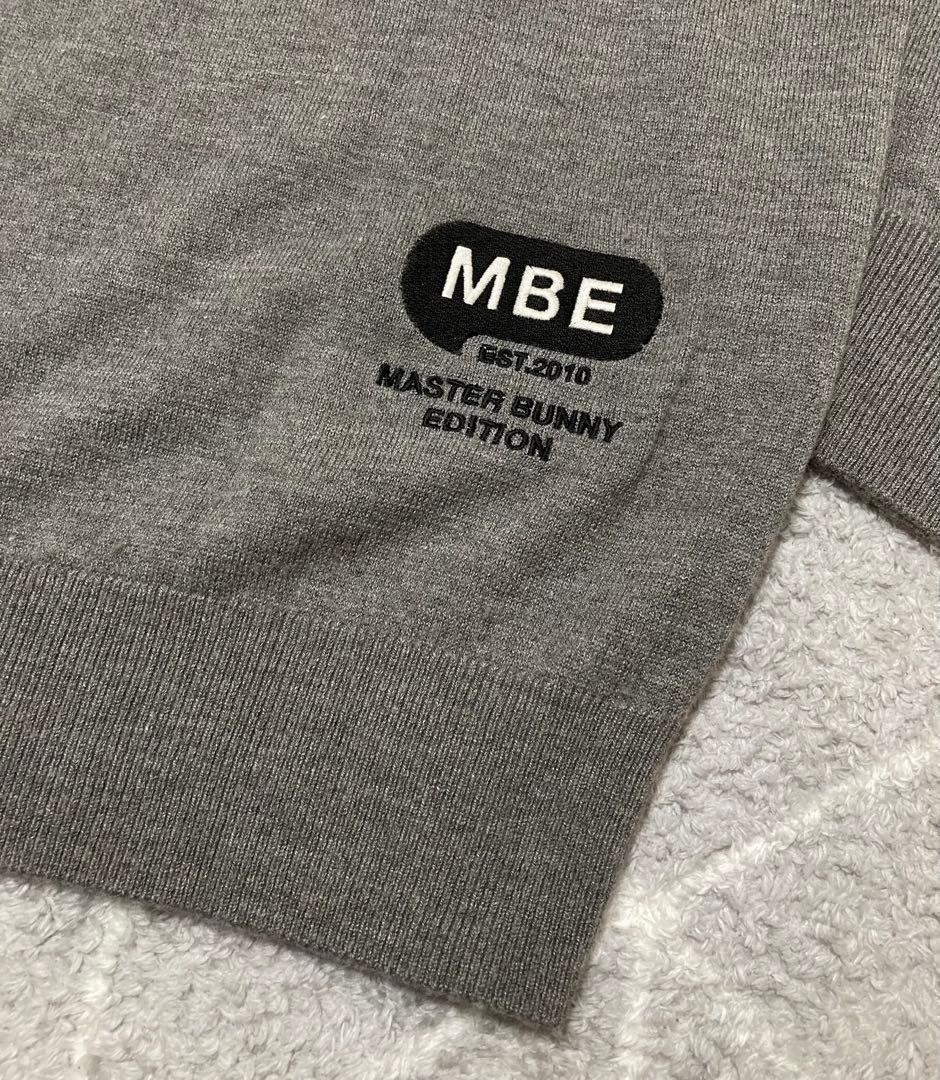 MBE
EST.2010
MASTER BUNNY
EDITION